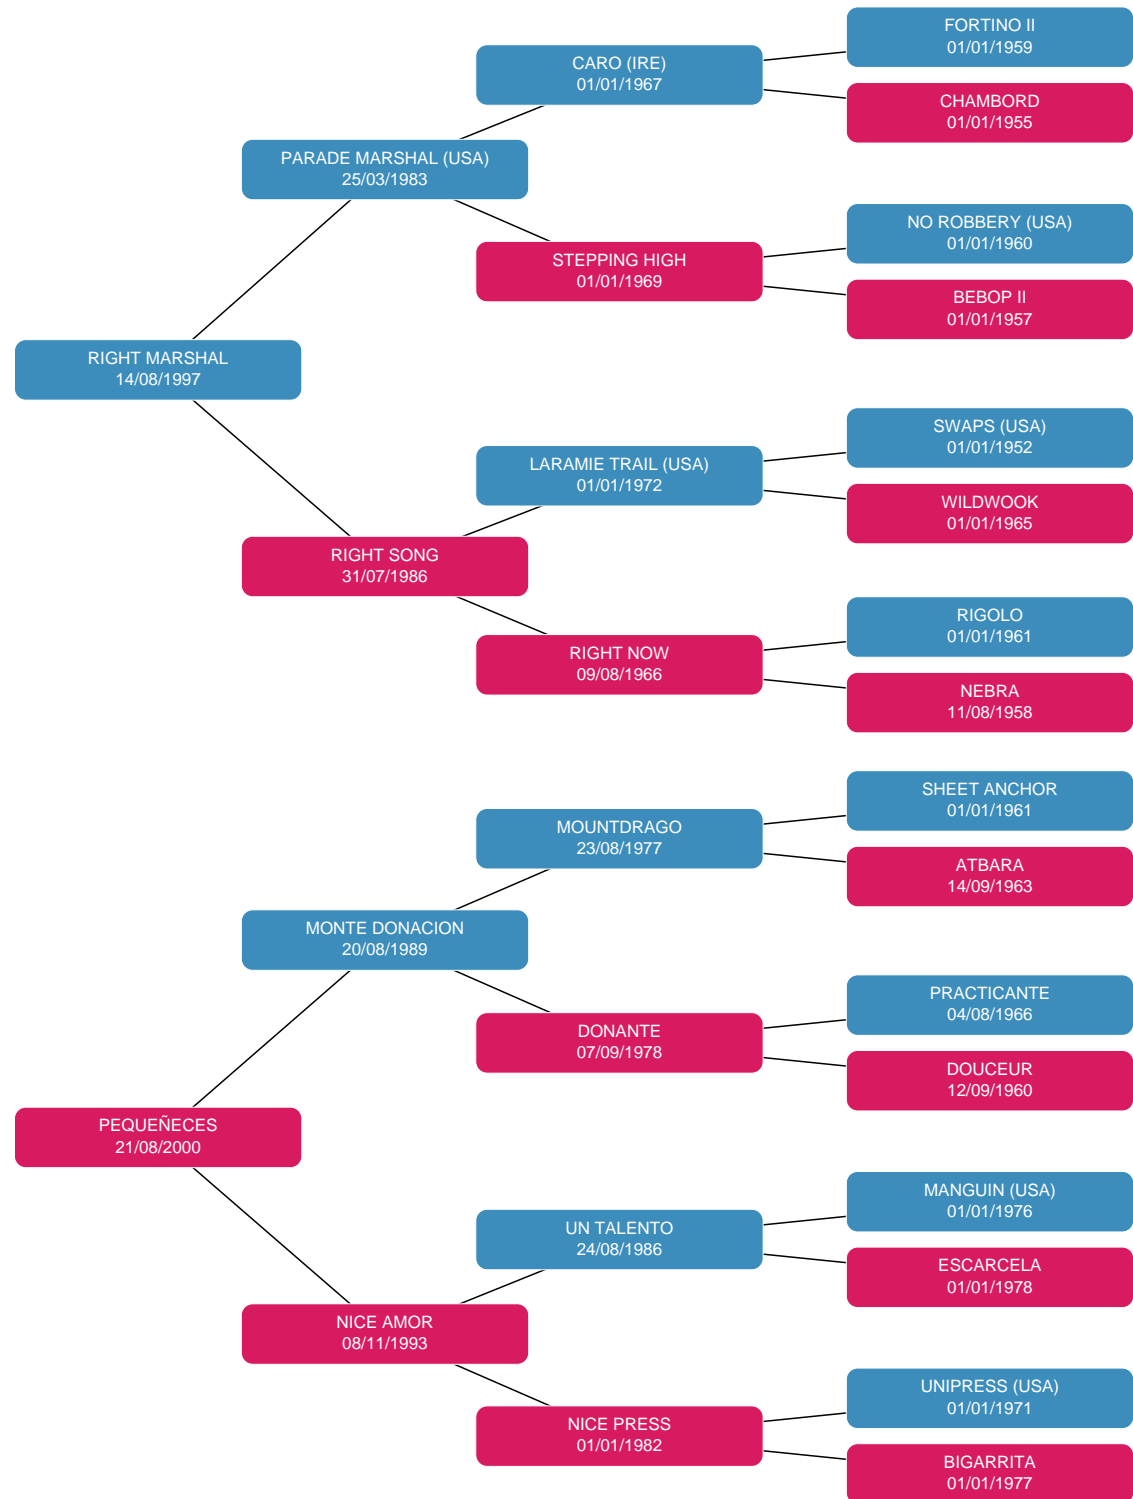 FORTINO II
01/01/1959
CARO (IRE)
01/01/1967
CHAMBORD
01/01/1955
PARADE MARSHAL (USA)
25/03/1983
NO ROBBERY (USA)
01/01/1960
STEPPING HIGH
01/01/1969
BEBOP II
01/01/1957
RIGHT MARSHAL
14/08/1997
SWAPS (USA)
01/01/1952
LARAMIE TRAIL (USA)
01/01/1972
WILDWOOK
01/01/1965
RIGHT SONG
31/07/1986
RIGOLO
01/01/1961
RIGHT NOW
09/08/1966
NEBRA
11/08/1958
SHEET ANCHOR
01/01/1961
MOUNTDRAGO
23/08/1977
ATBARA
14/09/1963
MONTE DONACION
20/08/1989
PRACTICANTE
04/08/1966
DONANTE
07/09/1978
DOUCEUR
12/09/1960
PEQUEÑECES
21/08/2000
MANGUIN (USA)
01/01/1976
UN TALENTO
24/08/1986
ESCARCELA
01/01/1978
NICE AMOR
08/11/1993
UNIPRESS (USA)
01/01/1971
NICE PRESS
01/01/1982
BIGARRITA
01/01/1977